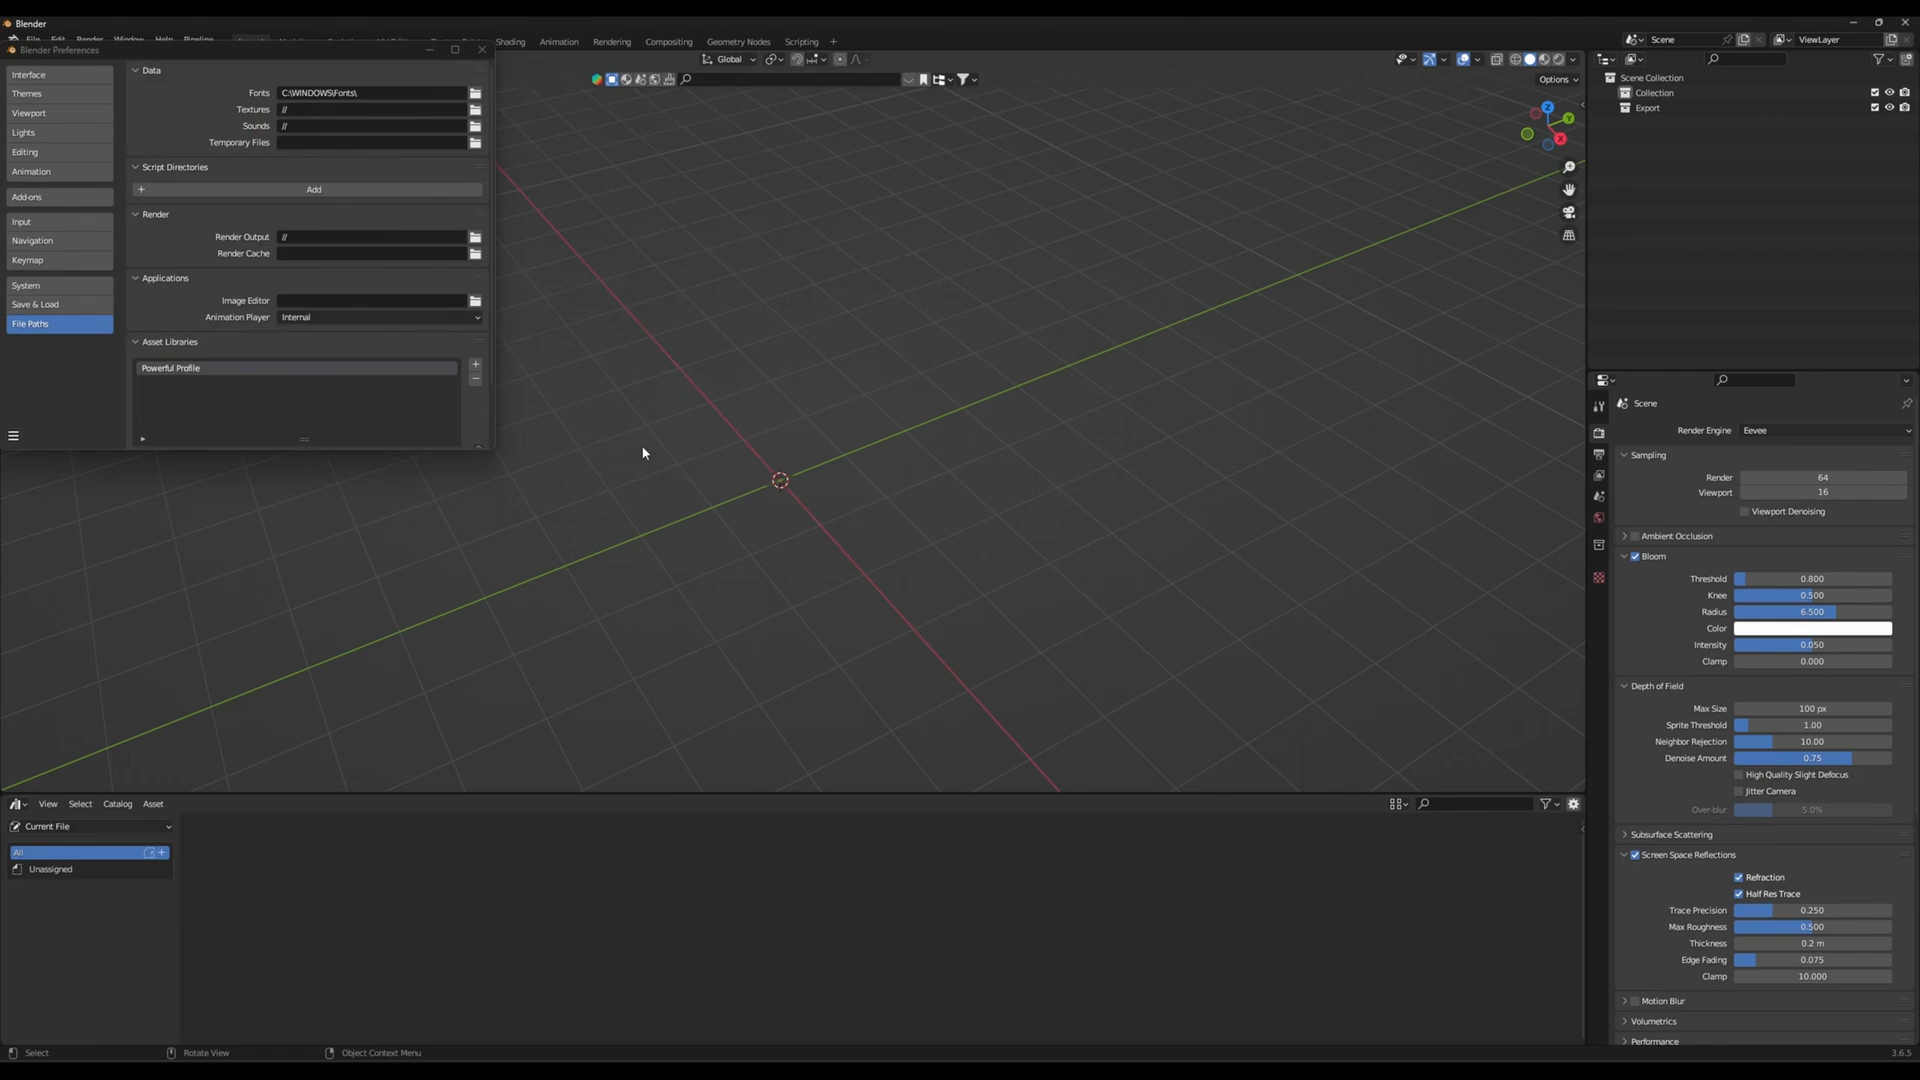 Blender
File Edit Render Window Help Pipeline
Shading Animation Rendering Compositing Geometry Nodes Scripting +
Scene
ViewLayer
Blender Preferences
Interface
Themes
Viewport
Lights
Editing
Animation
Add-ons
Input
Navigation
Keymap
System
Save & Load
File Paths
Data
Fonts C:\WINDOWS\Fonts\
Textures //
Sounds //
Temporary Files
Script Directories
+ Add
Render
Render Output //
Render Cache
Applications
Image Editor
Animation Player Internal
Asset Libraries
Powerful Profile
Global
Options
Z
Y
X
Scene Collection
Collection
Export
Scene
Render Engine Eevee
Sampling
Render 64
Viewport 16
Viewport Denoising
Ambient Occlusion
Bloom
Threshold 0.800
Knee 0.500
Radius 6.500
Color
Intensity 0.050
Clamp 0.000
Depth of Field
Max Size 100 px
Sprite Threshold 1.00
Neighbor Rejection 10.00
Denoise Amount 0.75
High Quality Slight Defocus
Jitter Camera
Over-blur 5.0%
Subsurface Scattering
Screen Space Reflections
Refraction
Half Res Trace
Trace Precision 0.250
Max Roughness 0.500
Thickness 0.2 m
Edge Fading 0.075
Clamp 10.000
Motion Blur
Volumetrics
Performance
View Select Catalog Asset
Current File
All
Unassigned
Select Rotate View Object Context Menu
3.6.5